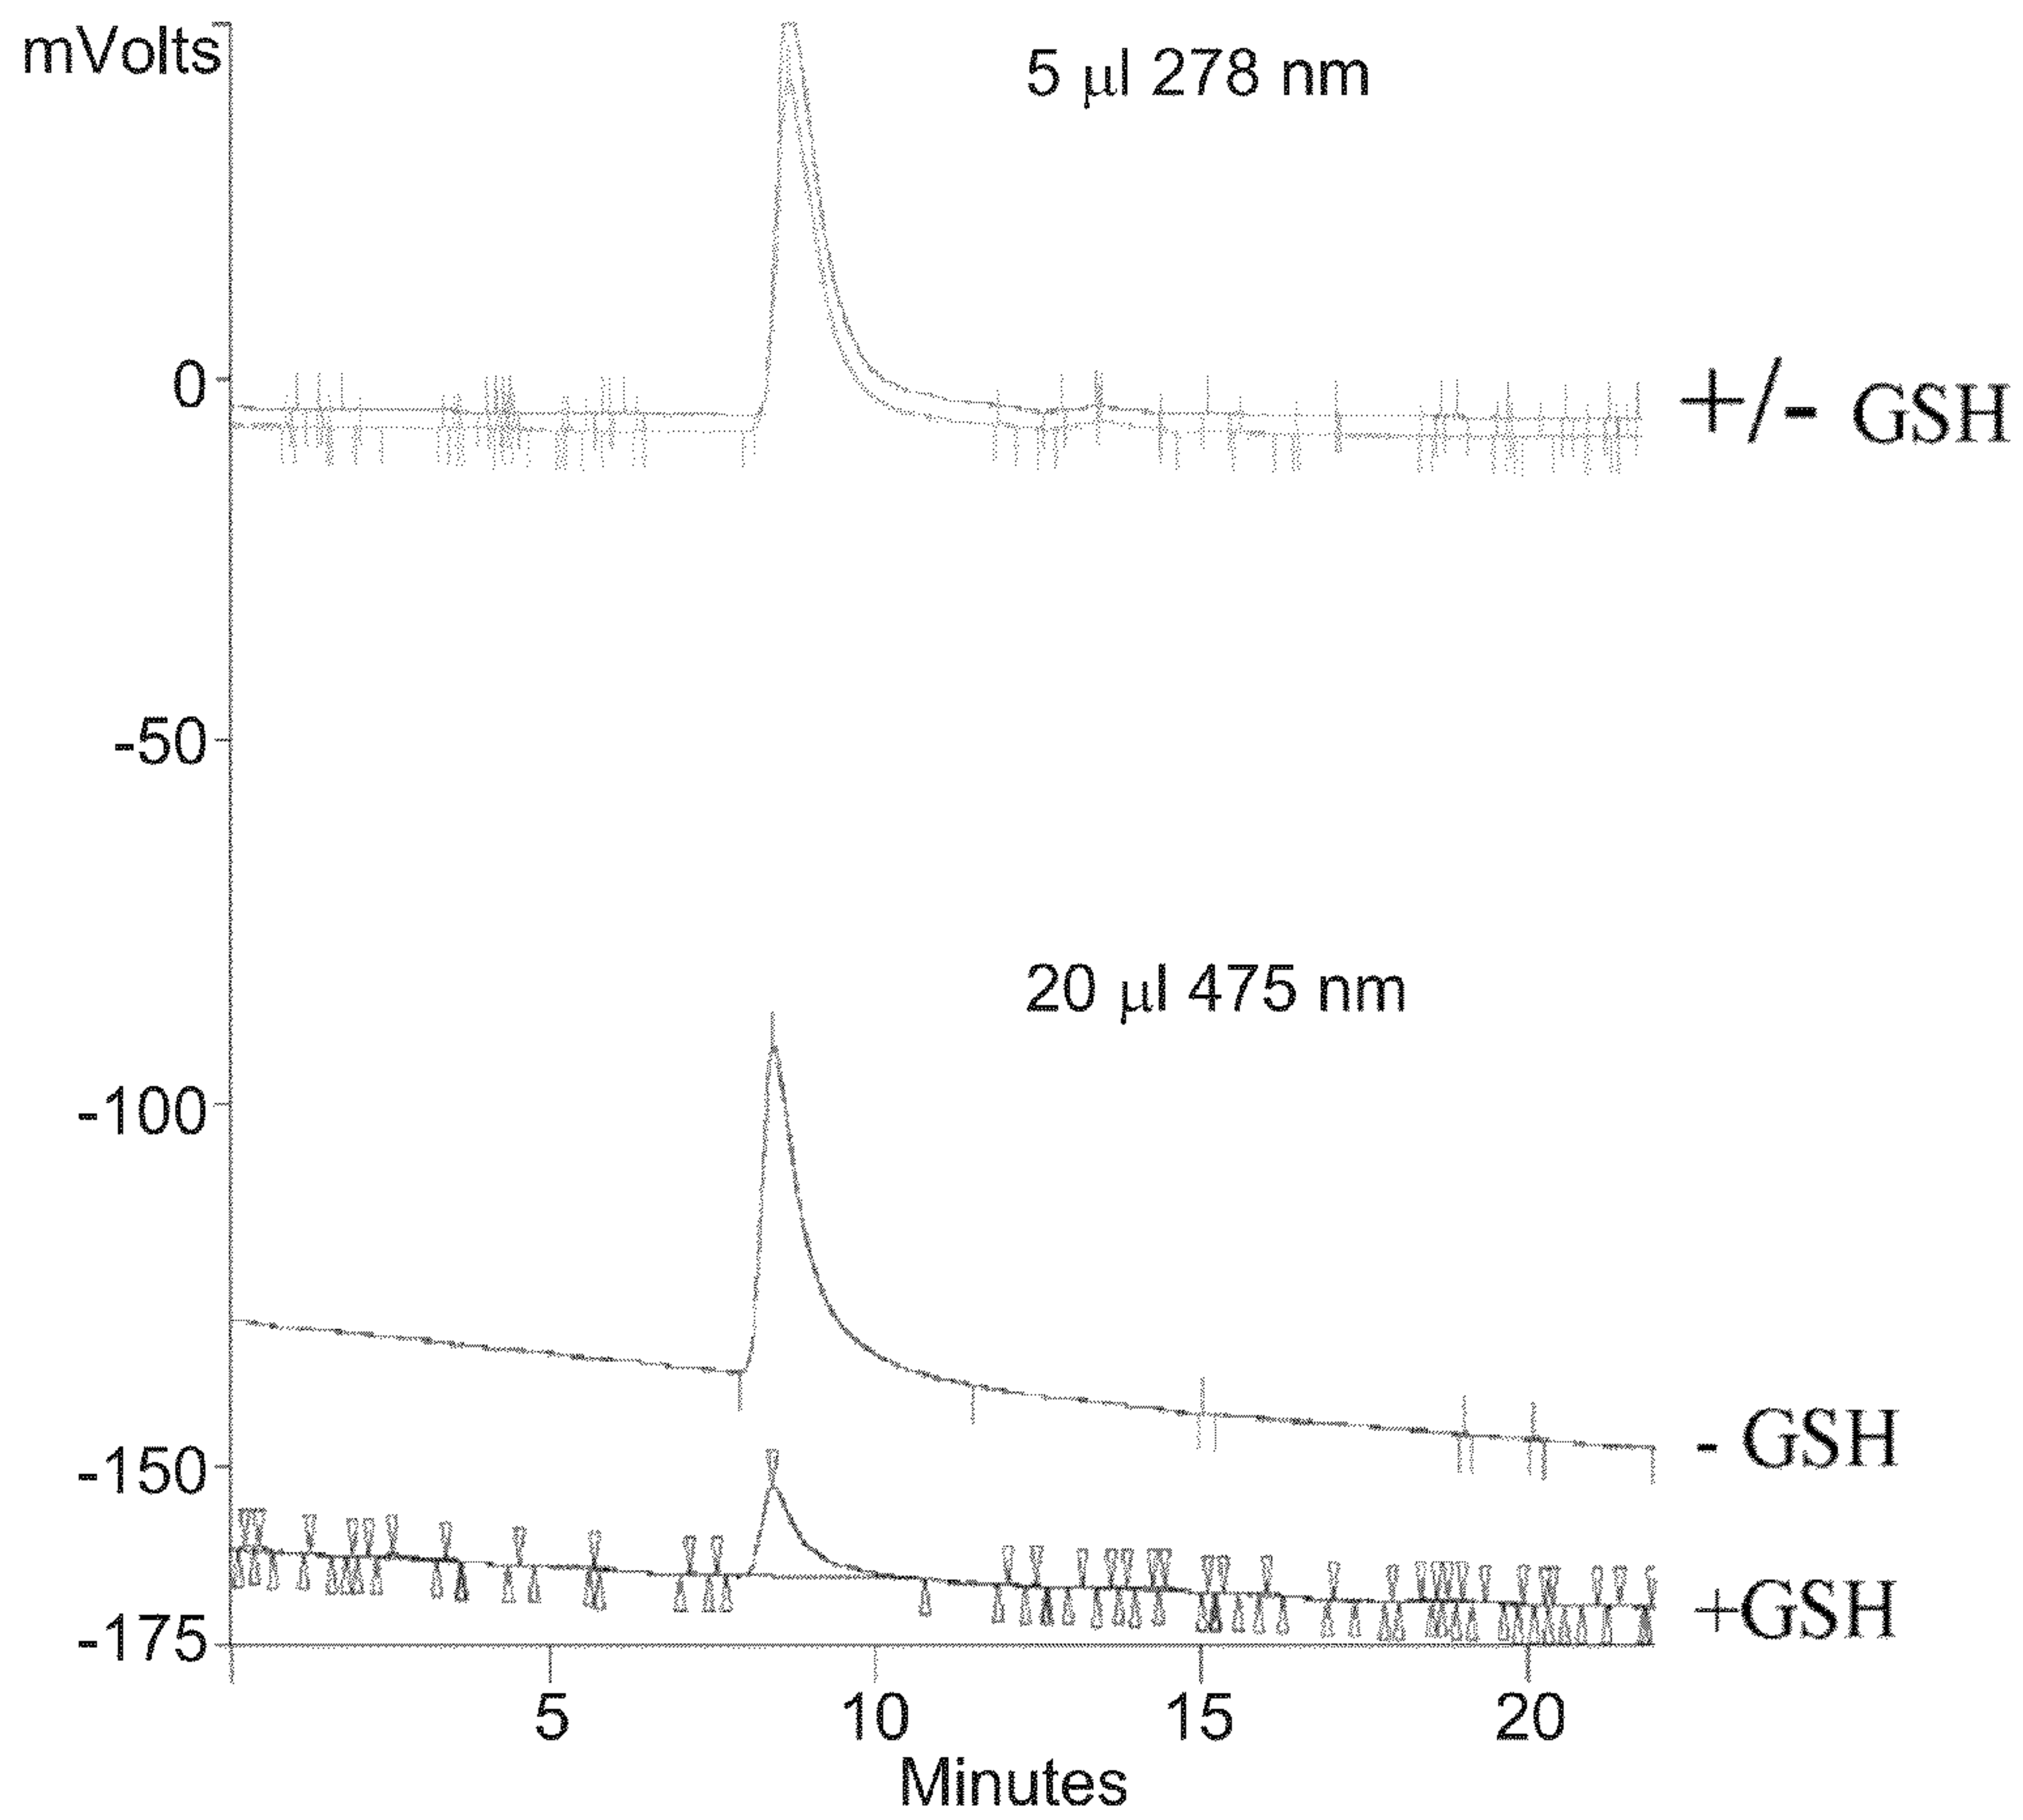 mVolts
5 µl 278 nm
0
+/- GSH
-50
20 µl 475 nm
-100
- GSH
-150
+GSH
-175
5 10 15 20
Minutes